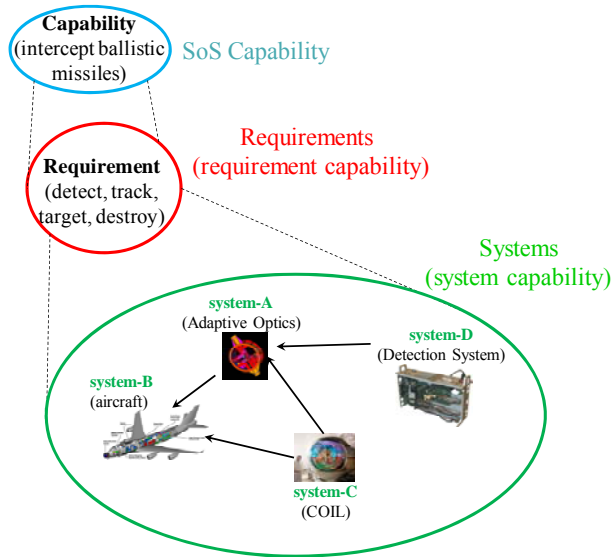 Capability
(intercept ballistic
missiles)
SoS Capability
Requirements
(requirement capability)
Requirement
(detect, track,
target, destroy)
Systems
(system capability)
system-A
(Adaptive Optics)
system-D
(Detection System)
system-B
(aircraft)
system-C
(COIL)